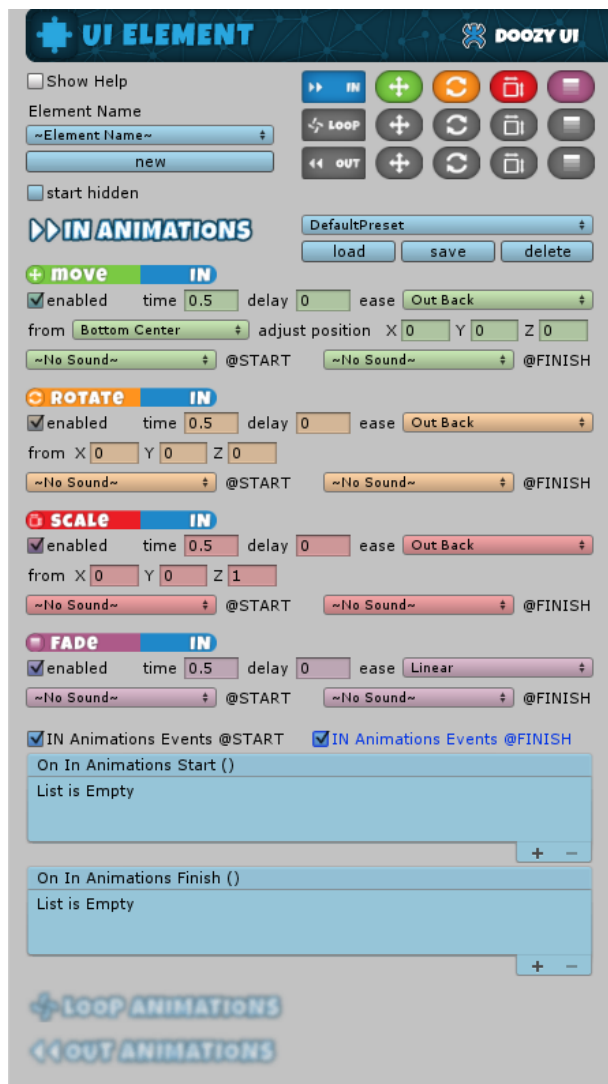 UI ELEMENT DOOZY UI
Show Help
IN
Element Name
~Element Name~
LOOP
new
OUT
start hidden
IN ANIMATIONS
DefaultPreset
load save delete
move IN
enabled time 0.5 delay 0 ease Out Back
from Bottom Center adjust position X 0 Y 0 Z 0
~No Sound~ @START ~No Sound~ @FINISH
ROTATe IN
enabled time 0.5 delay 0 ease Out Back
from X 0 Y 0 Z 0
~No Sound~ @START ~No Sound~ @FINISH
SCALe IN
enabled time 0.5 delay 0 ease Out Back
from X 0 Y 0 Z 1
~No Sound~ @START ~No Sound~ @FINISH
FADe IN
enabled time 0.5 delay 0 ease Linear
~No Sound~ @START ~No Sound~ @FINISH
IN Animations Events @START IN Animations Events @FINISH
On In Animations Start ()
List is Empty
+ −
On In Animations Finish ()
List is Empty
+ −
LOOP ANIMATIONS
OUT ANIMATIONS